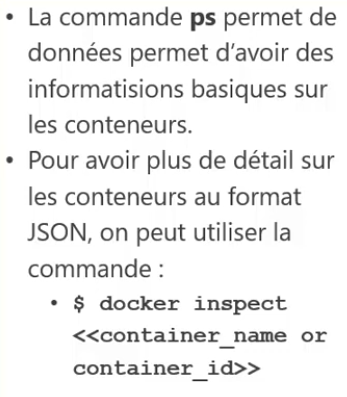 • La commande ps permet de
données permet d'avoir des
informatisions basiques sur
les conteneurs.
• Pour avoir plus de détail sur
les conteneurs au format
JSON, on peut utiliser la
commande :
• $ docker inspect
<<container_name or
container_id>>